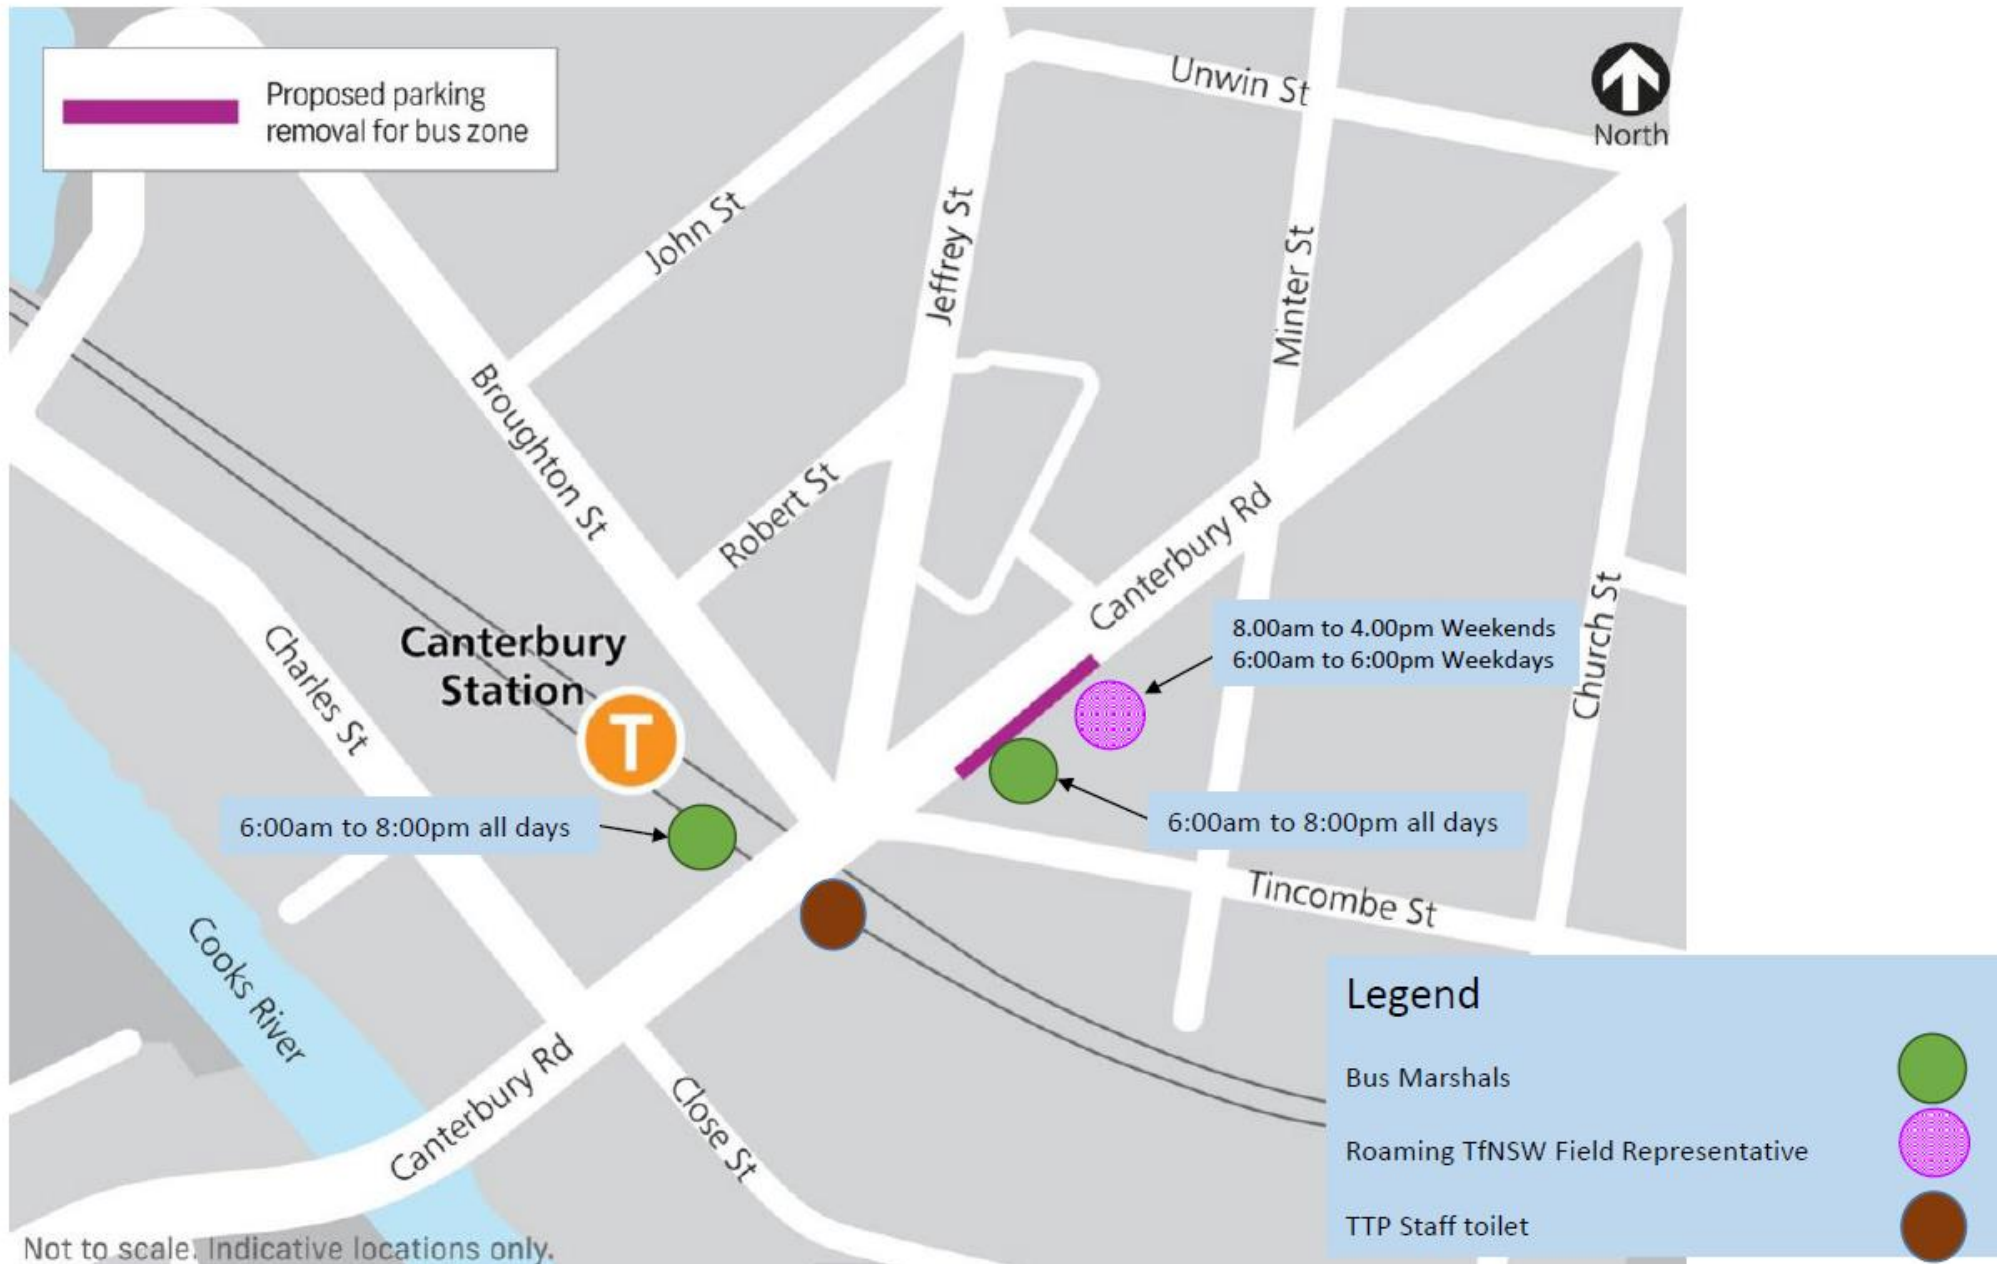 Proposed parking
removal for bus zone
North
Unwin St
John St
Jeffrey St
Minter St
Broughton St
Robert St
Canterbury Rd
Church St
8.00am to 4.00pm Weekends
6:00am to 6:00pm Weekdays
Canterbury
Station
T
Charles St
6:00am to 8:00pm all days
6:00am to 8:00pm all days
Tincombe St
Cooks River
Canterbury Rd
Close St
Legend
Bus Marshals
Roaming TfNSW Field Representative
TTP Staff toilet
Not to scale. Indicative locations only.